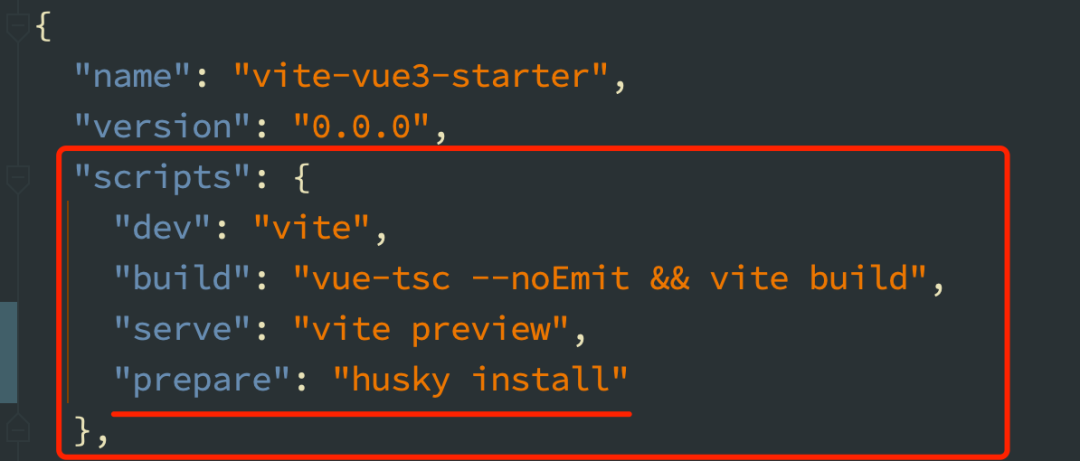 {
"name": "vite-vue3-starter",
"version": "0.0.0",
"scripts": {
"dev": "vite",
"build": "vue-tsc --noEmit && vite build",
"serve": "vite preview",
"prepare": "husky install"
},